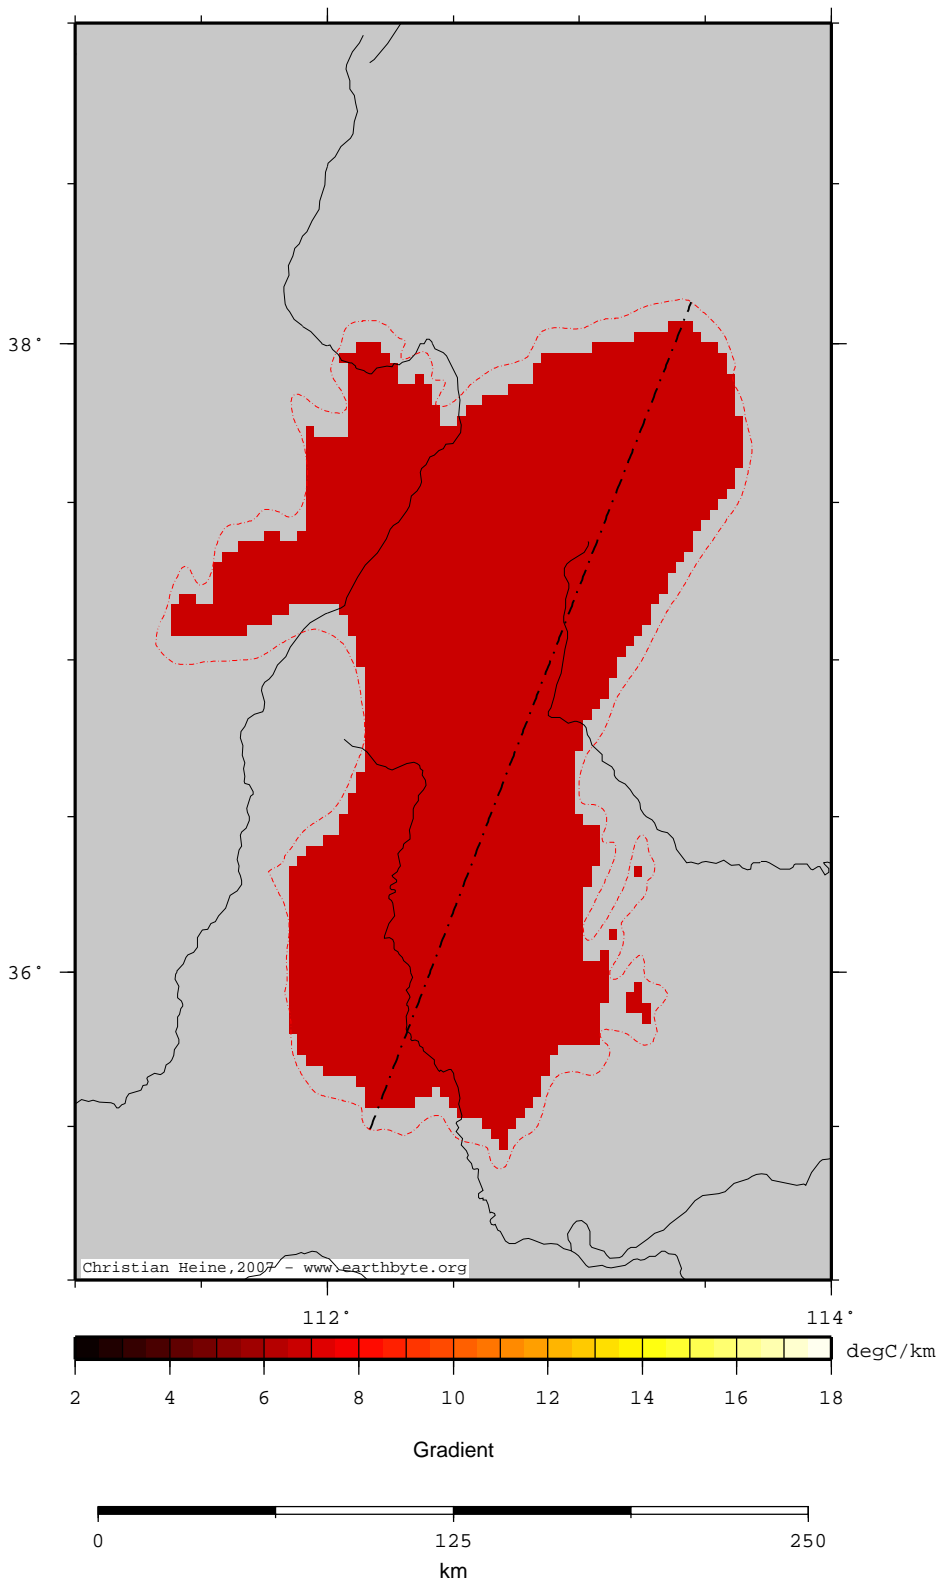 38°
36°
Christian Heine,2007 - www.earthbyte.org
112° 114°
degC/km
2 4 6 8 10 12 14 16 18
Gradient
0 125 250
km